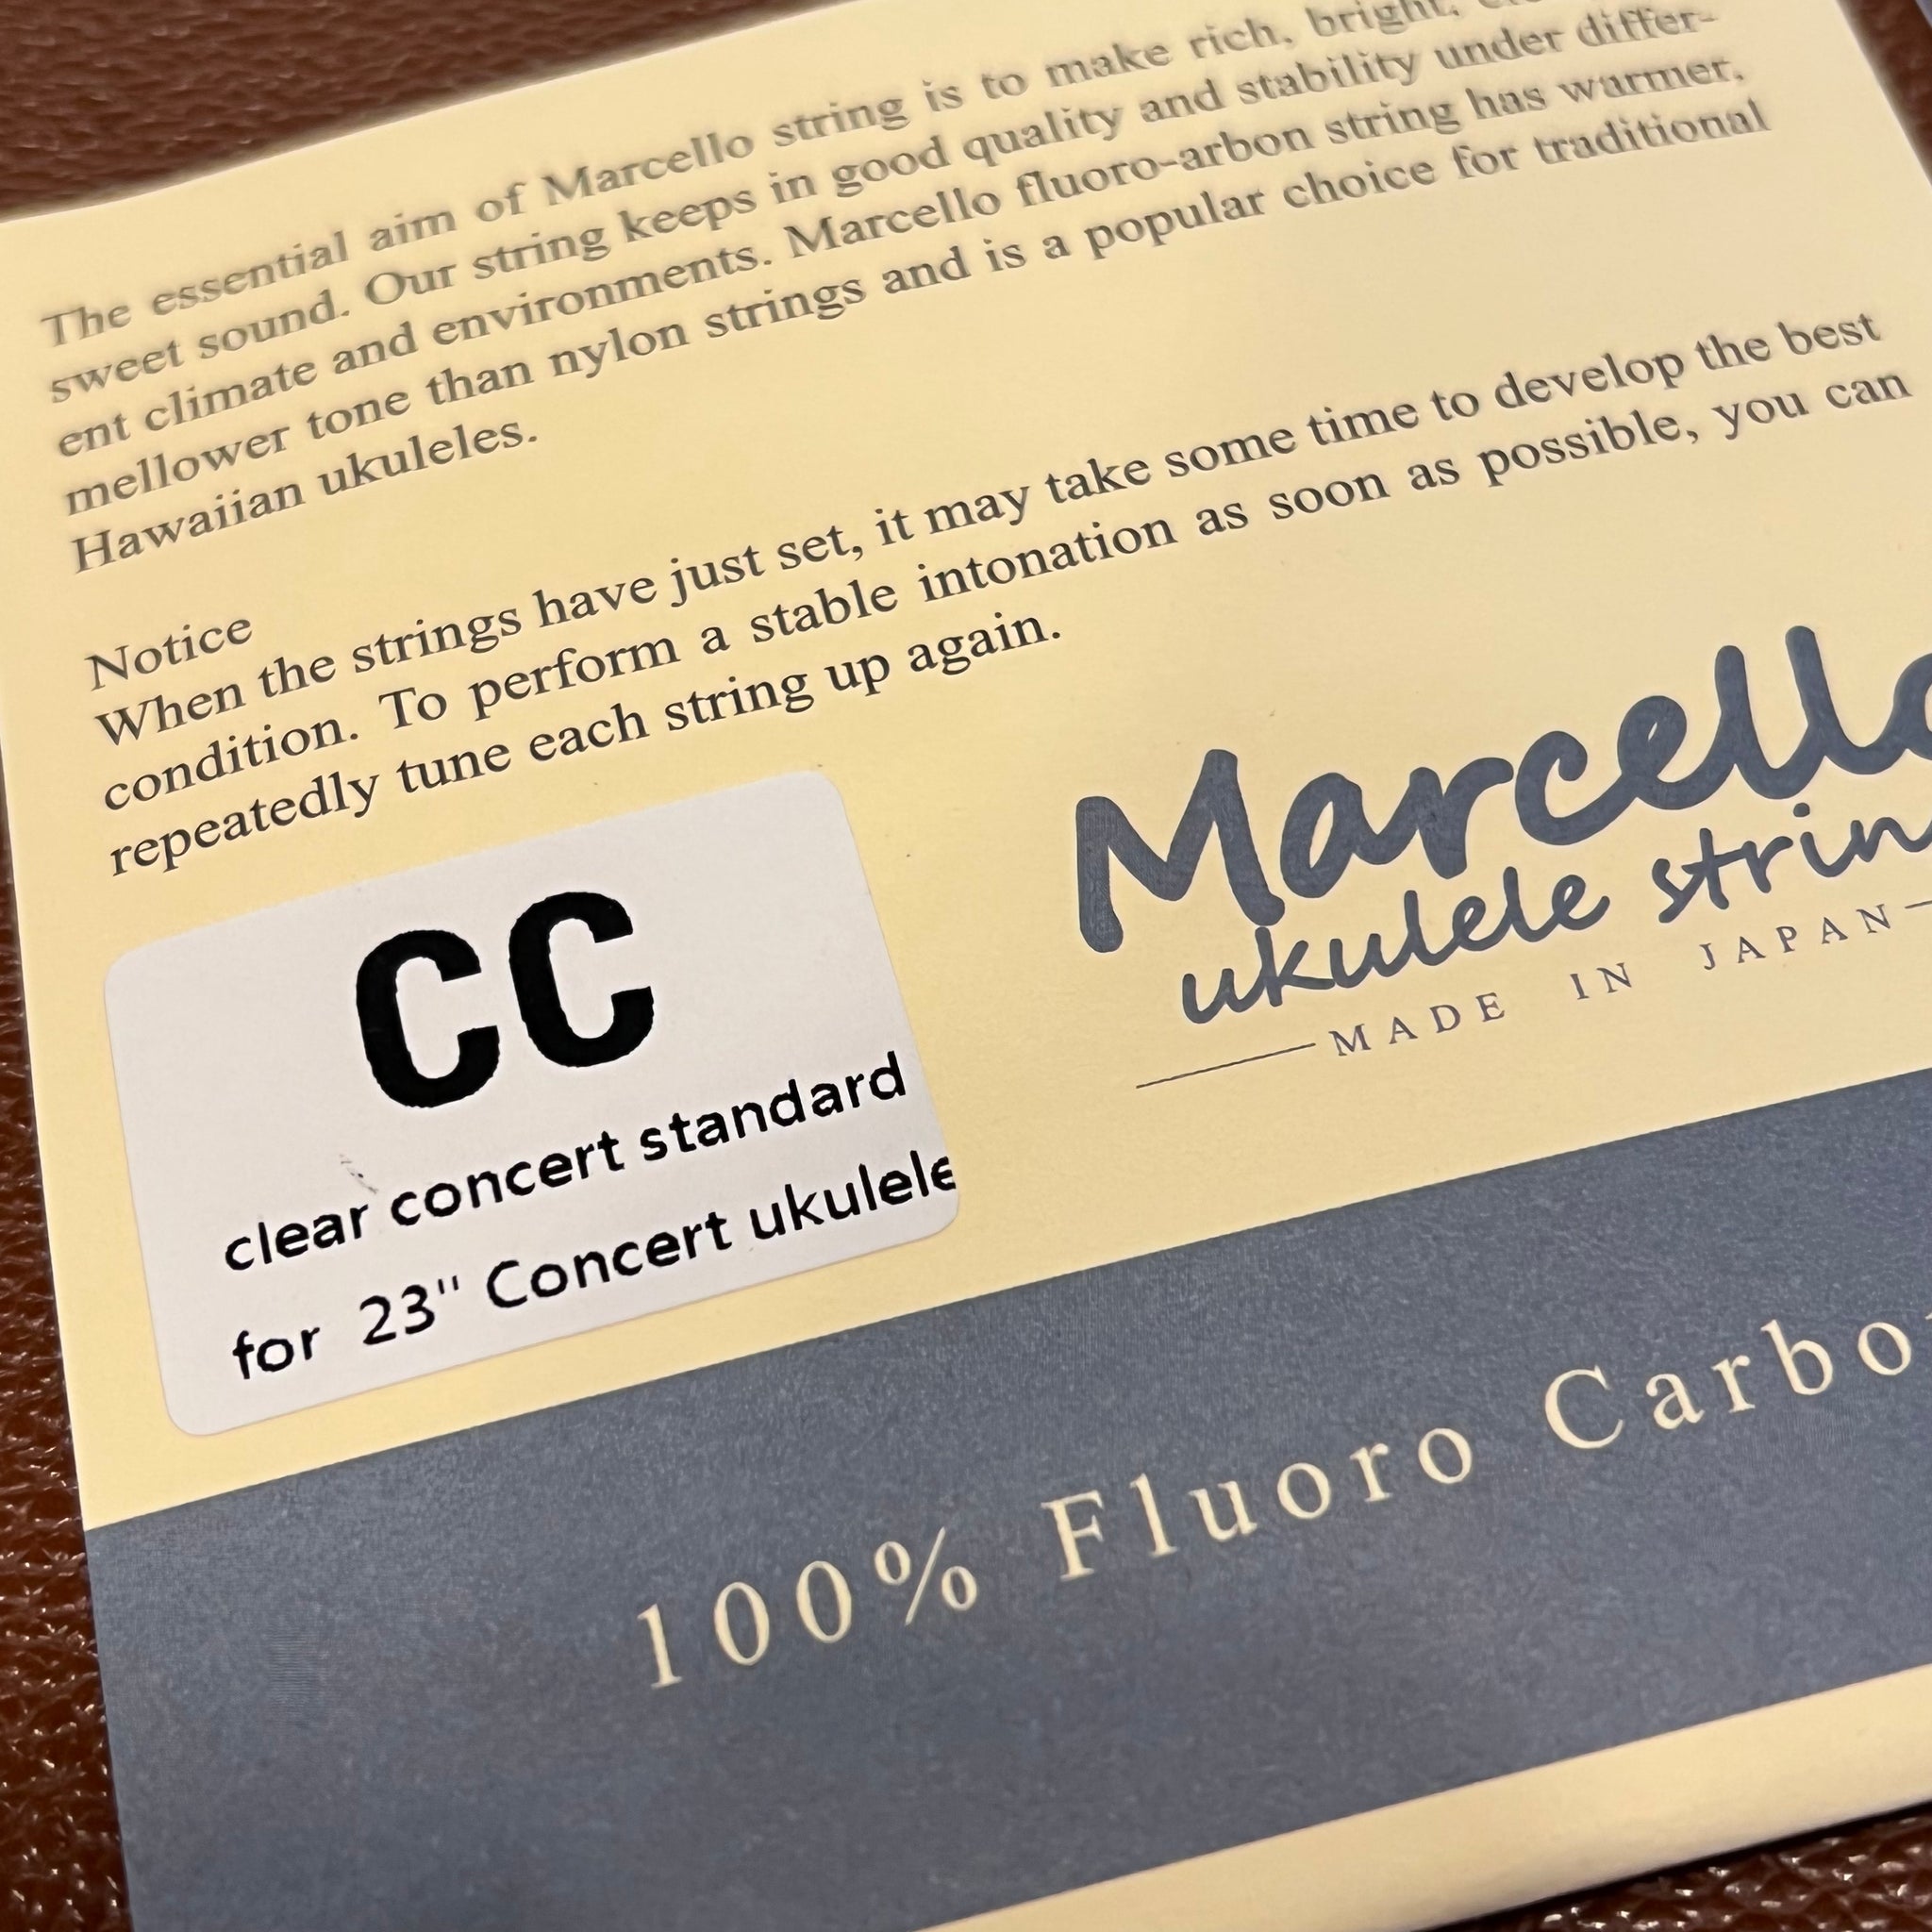 The essential aim of Marcello string is to make rich, bright,
sweet sound. Our string keeps in good quality and stability under differ-
ent climate and environments. Marcello fluoro-arbon string has warmer,
mellower tone than nylon strings and is a popular choice for traditional
Hawaiian ukuleles.
Notice
When the strings have just set, it may take some time to develop the best
condition. To perform a stable intonation as soon as possible, you can
repeatedly tune each string up again.
CC
clear concert standard
for 23" Concert ukulele
Marcello
ukulele strin
MADE IN JAPAN
100% Fluoro Carbo